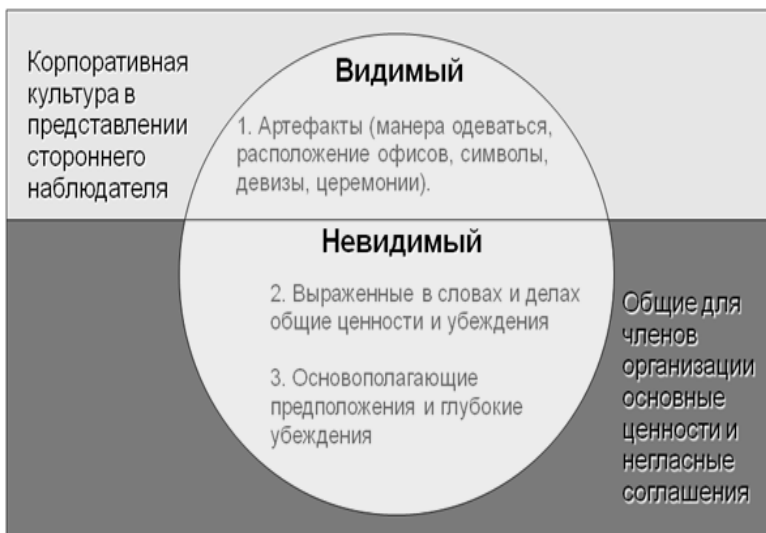 Корпоративная
культура в
представлении
стороннего
наблюдателя
Видимый
1. Артефакты (манера одеваться,
расположение офисов, символы,
девизы, церемонии).
Невидимый
2. Выраженные в словах и делах
общие ценности и убеждения
3. Основополагающие
предположения и глубокие
убеждения
Общие для
членов
организации
основные
ценности и
негласные
соглашения